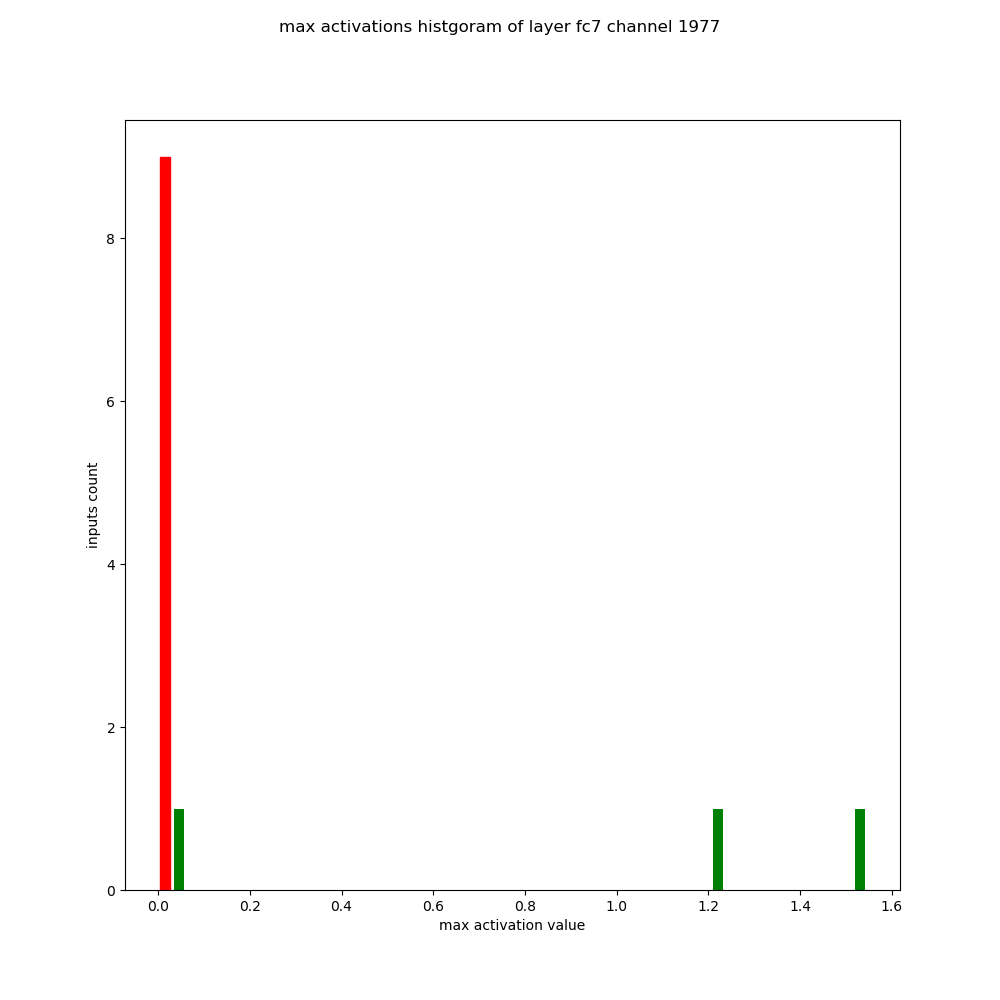 max activations histgoram of layer fc7 channel 1977
8
6
4
2
0
inputs count
0.0 0.2 0.4 0.6 0.8 1.0 1.2 1.4 1.6
max activation value